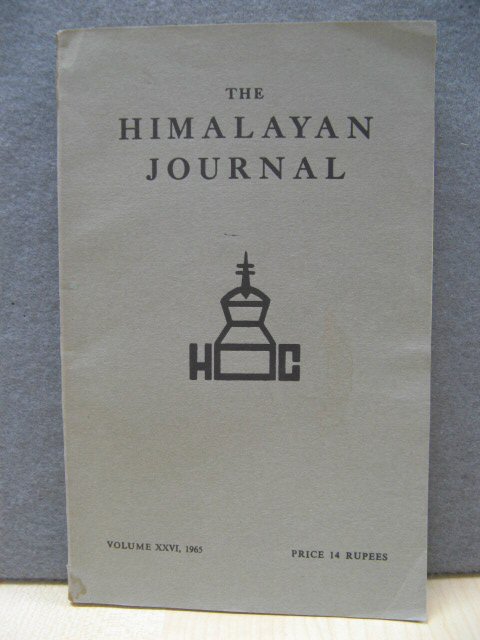 THE
HIMALAYAN
JOURNAL
H C
VOLUME XXVI, 1965
PRICE 14 RUPEES